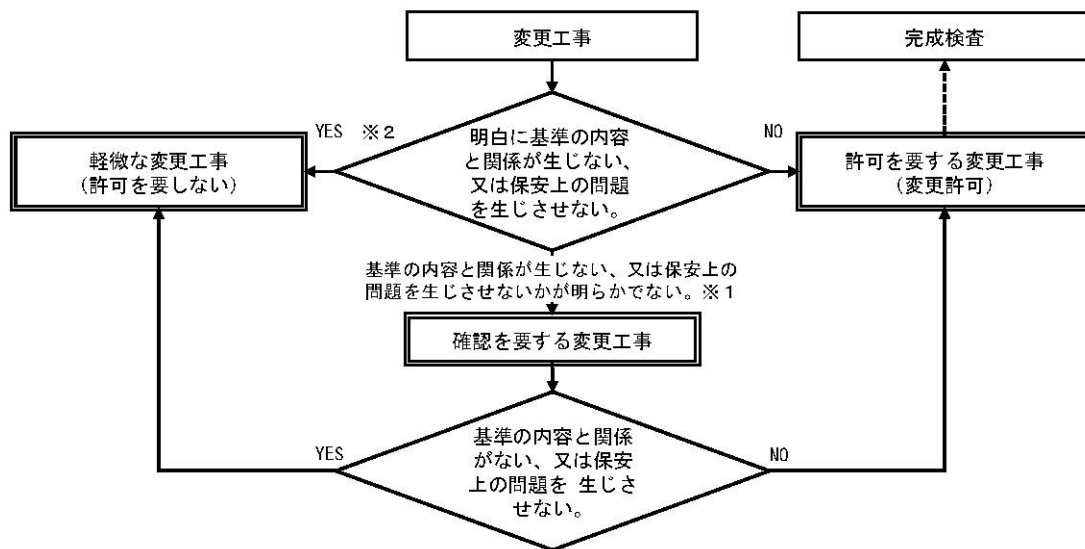 変更工事
完成検査
YES ※2
NO
明白に基準の内容
と関係が生じない、
又は保安上の問題
を生じさせない。
軽微な変更工事
(許可を要しない)
許可を要する変更工事
(変更許可)
基準の内容と関係が生じない、又は保安上の
問題を生じさせないかが明らかでない。※1
確認を要する変更工事
YES
NO
基準の内容と関係
がない、又は保安
上の問題を 生じさ
せない。